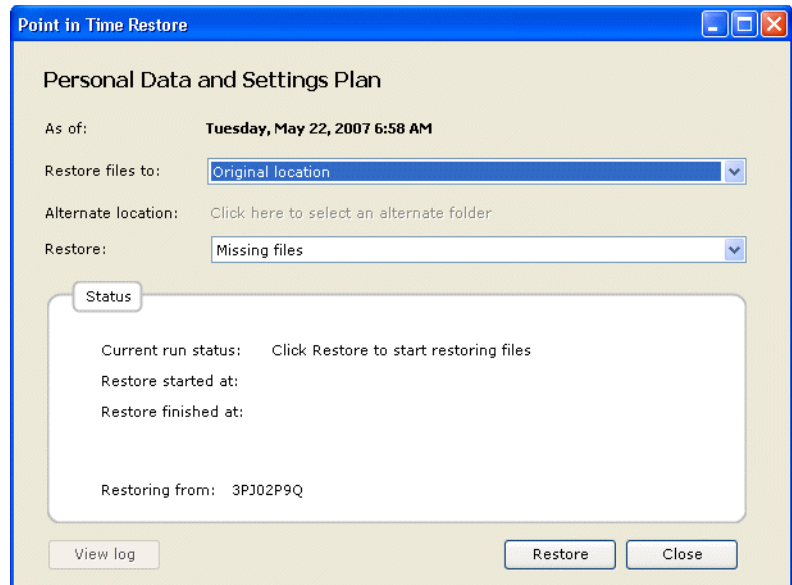 Point in Time Restore
Personal Data and Settings Plan
As of: Tuesday, May 22, 2007 6:58 AM
Restore files to: Original location
Alternate location: Click here to select an alternate folder
Restore: Missing files
Status
Current run status: Click Restore to start restoring files
Restore started at:
Restore finished at:
Restoring from: 3PJ02P9Q
View log Restore Close